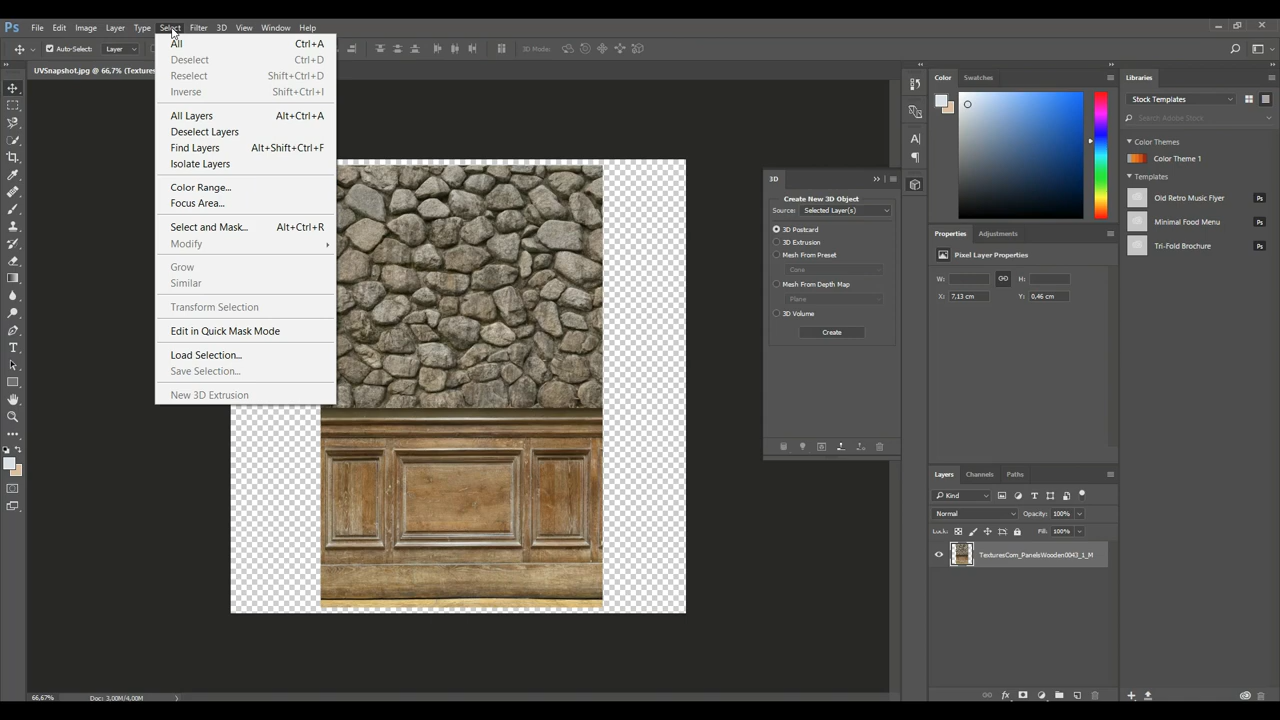 Ps File Edit Image Layer Type Select Filter 3D View Window Help
Auto-Select: Layer 3D Mode:
UVSnapshot.jpg @ 66,7% (Textures
All Ctrl+A
Deselect Ctrl+D
Reselect Shift+Ctrl+D
Inverse Shift+Ctrl+I
All Layers Alt+Ctrl+A
Deselect Layers
Find Layers Alt+Shift+Ctrl+F
Isolate Layers
Color Range...
Focus Area...
Select and Mask... Alt+Ctrl+R
Modify
Grow
Similar
Transform Selection
Edit in Quick Mask Mode
Load Selection...
Save Selection...
New 3D Extrusion
3D
Create New 3D Object
Source: Selected Layer(s)
3D Postcard
3D Extrusion
Mesh From Preset
Cone
Mesh From Depth Map
Plane
3D Volume
Create
Color Swatches
Properties Adjustments
Pixel Layer Properties
W: H:
X: 7,13 cm Y: 0,46 cm
Layers Channels Paths
Kind
Normal Opacity: 100%
Lock: Fill: 100%
TexturesCom_PanelsWooden0043_1_M
Libraries
Stock Templates
Search Adobe Stock
Color Themes
Color Theme 1
Templates
Old Retro Music Flyer Ps
Minimal Food Menu Ps
Tri-Fold Brochure Ps
66,67% Doc: 3,00M/4,00M